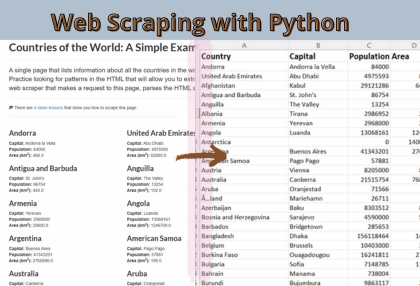 Web Scraping with Python
Countries of the World: A Simple Exam
A single page that lists information about all the countries in the wo
Practice looking for patterns in the HTML that will allow you to extr
web scraper that makes a request to this page, parses the HTML
There are 4 video lessons that show you how to scrape this page
Andorra
Capital: Andorra la Vella
Population: 84000
Area (km²): 468.0
United Arab Emirates
Capital: Abu Dhabi
Population: 4975593
Area (km²): 82880.0
Antigua and Barbuda
Capital: St. John's
Population: 86754
Area (km²): 443.0
Anguilla
Capital: The Valley
Population: 13254
Area (km²): 102.0
Armenia
Capital: Yerevan
Population: 2968000
Area (km²): 29800.0
Angola
Capital: Luanda
Population: 13068161
Area (km²): 1246700.0
Argentina
Capital: Buenos Aires
Population: 41343201
Area (km²): 2766890.0
American Samoa
Capital: Pago Pago
Population: 57881
Area (km²): 199.0
Australia
Capital: Canberra
Aruba
Capital: Oranjestad
A B C D
Country Capital Population Area
Andorra Andorra la Vella 84000
United Arab Emirates Abu Dhabi 4975593
Afghanistan Kabul 29121286
Antigua and Barbuda St. John's 86754
Anguilla The Valley 13254
Albania Tirana 2986952
Armenia Yerevan 2968000
Angola Luanda 13068161
Antarctica 0
Buenos Aires 41343201
Samoa Pago Pago 57881
Austria Vienna 8205000
Australia Canberra 21515754
Aruba Oranjestad 71566
Mariehamn 26711
Azerbaijan Baku 8303512
Bosnia and Herzegovina Sarajevo 4590000
Barbados Bridgetown 285653
Bangladesh Dhaka 156118464
Belgium Brussels 10403000
Burkina Faso Ouagadougou 16241811
Bulgaria Sofia 7148785
Bahrain Manama 738004
Burundi Bujumbura 9863117